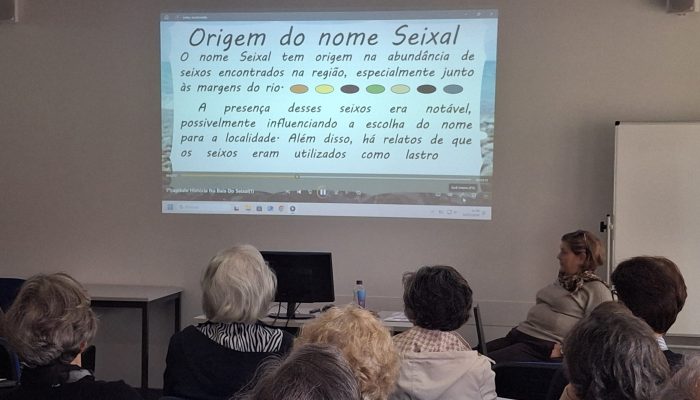 Origem do nome Seixal
O nome Seixal tem origem na abundância de
seixos encontrados na região, especialmente junto
às margens do rio.
A presença desses seixos era notável,
possivelmente influenciando a escolha do nome
para a localidade. Além disso, há relatos de que
os seixos eram utilizados como lastro